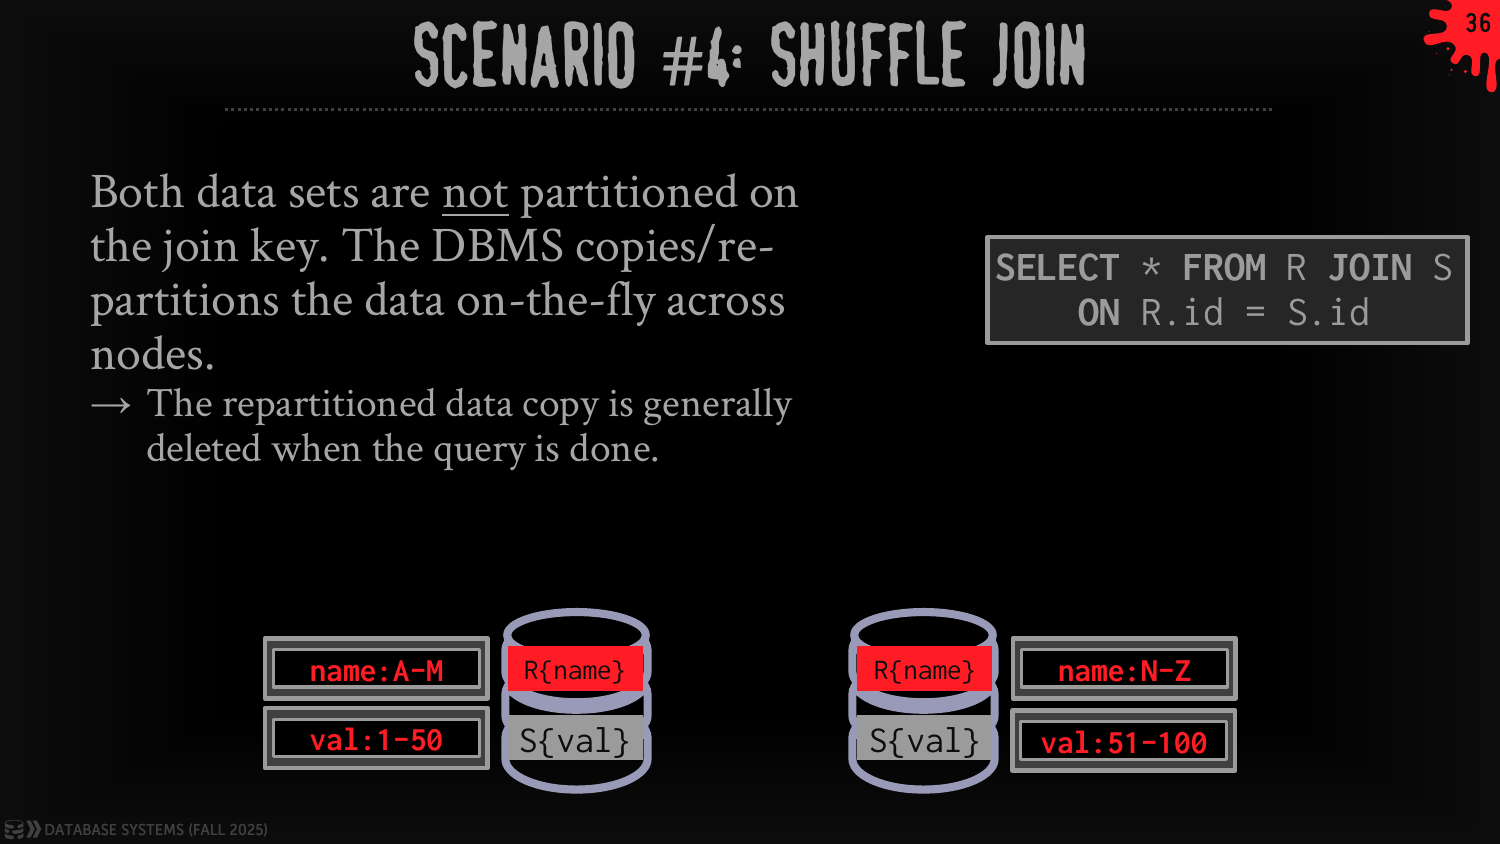 SCENARIO #4: SHUFFLE JOIN
36
Both data sets are not partitioned on
the join key. The DBMS copies/re-
partitions the data on-the-fly across
nodes.
→ The repartitioned data copy is generally
deleted when the query is done.
SELECT * FROM R JOIN S
ON R.id = S.id
name:A-M
R{name}
val:1-50
S{val}
R{name}
name:N-Z
S{val}
val:51-100
DATABASE SYSTEMS (FALL 2025)